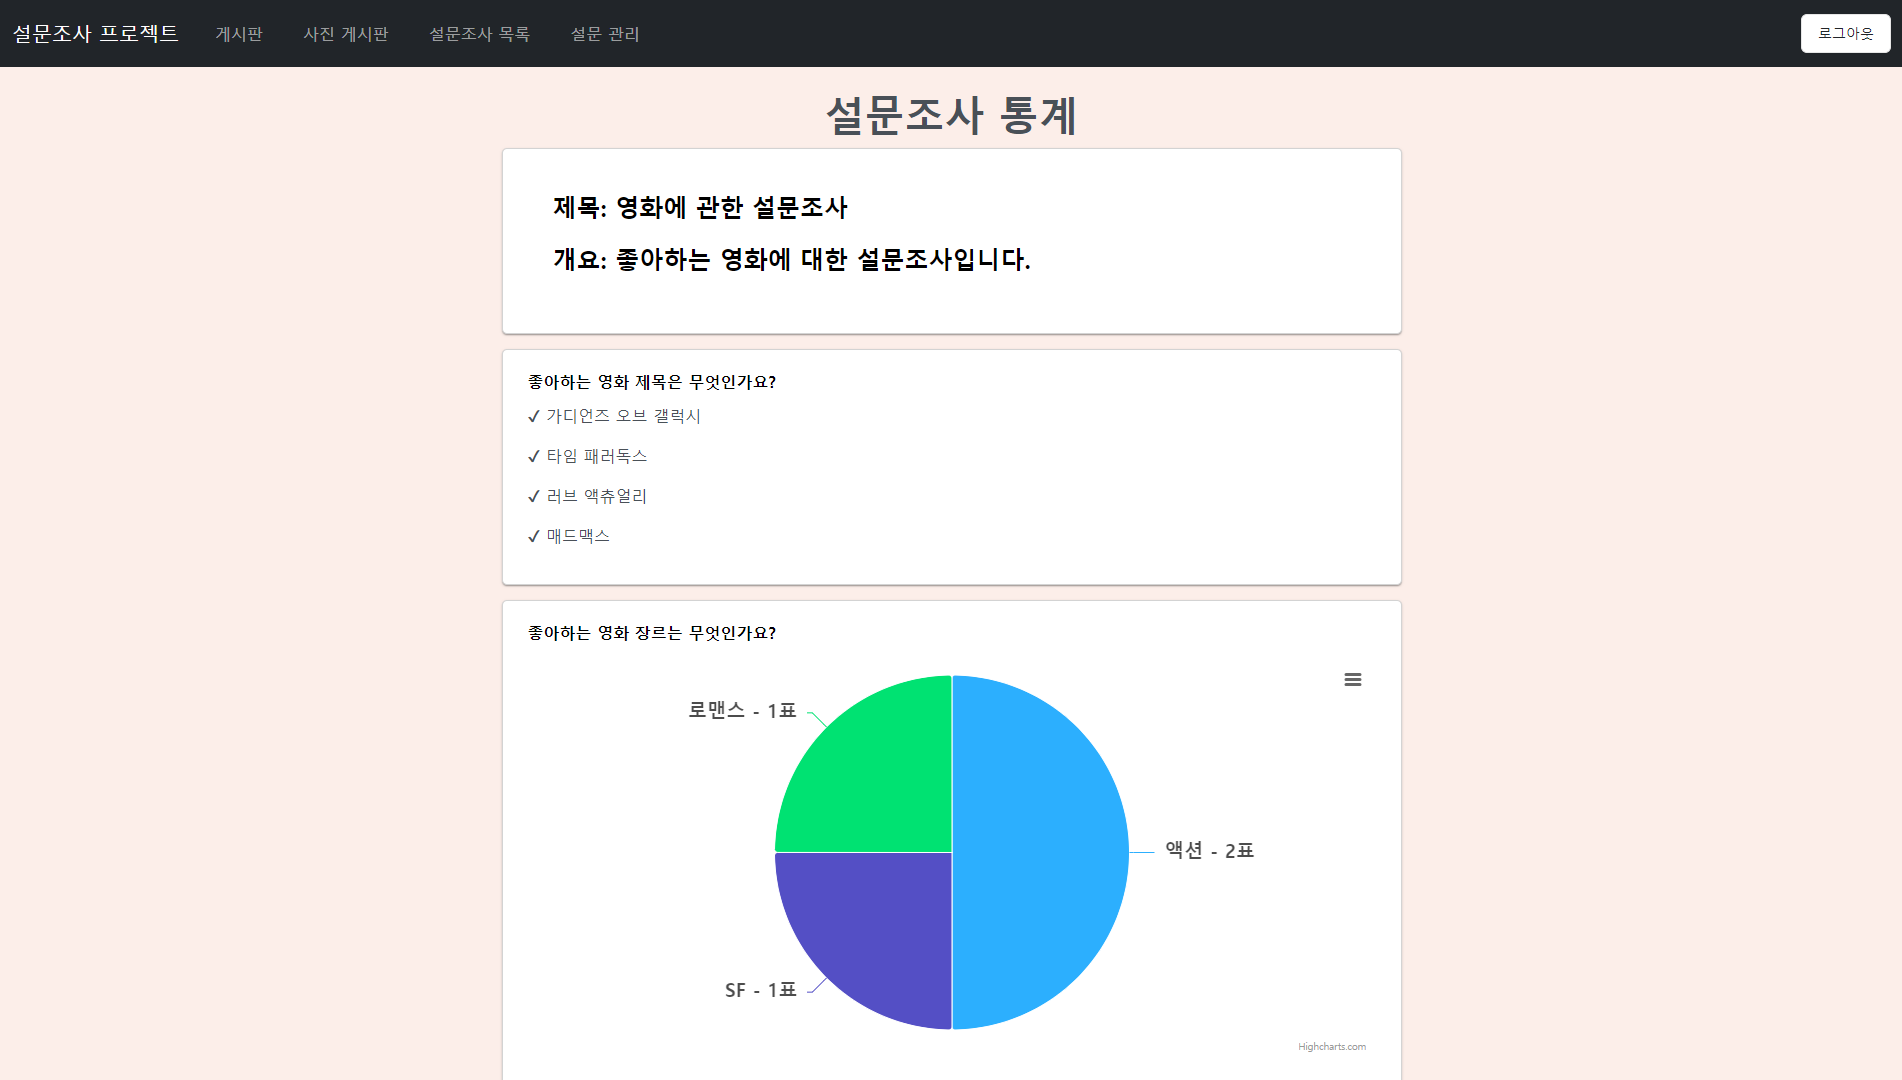 설문조사 프로젝트 게시판 사진 게시판 설문조사 목록 설문 관리 로그아웃
설문조사 통계
제목: 영화에 관한 설문조사
개요: 좋아하는 영화에 대한 설문조사입니다.
좋아하는 영화 제목은 무엇인가요?
✓ 가디언즈 오브 갤럭시
✓ 타임 패러독스
✓ 러브 액츄얼리
✓ 매드맥스
좋아하는 영화 장르는 무엇인가요?
로맨스 - 1표
액션 - 2표
SF - 1표
Highcharts.com